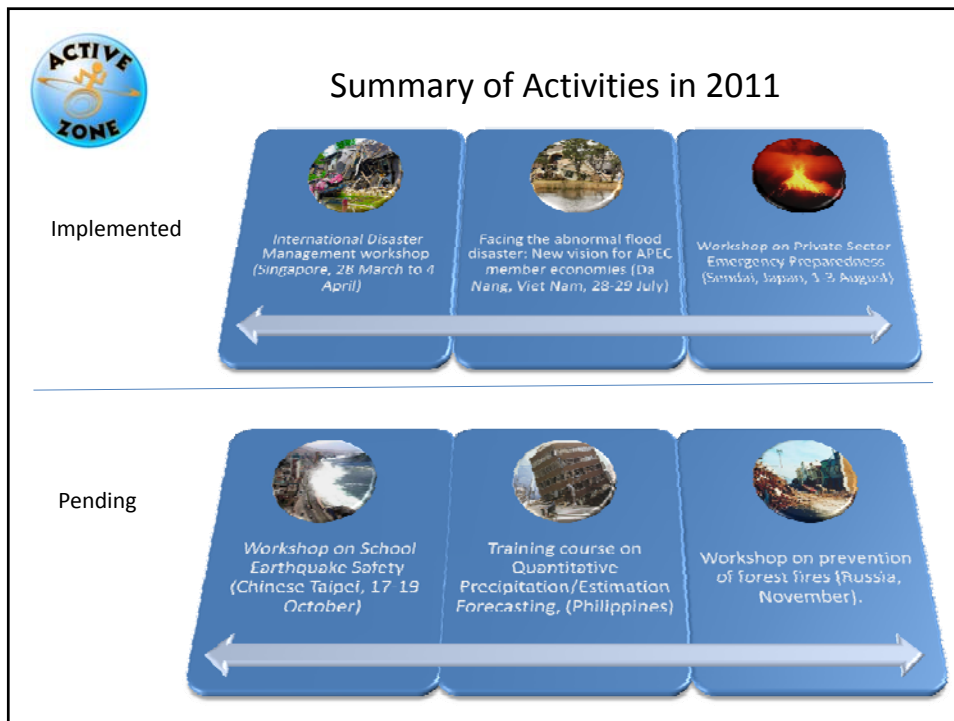 ACTIVE
ZONE
Summary of Activities in 2011
Implemented
International Disaster
Management workshop
(Singapore, 28 March to 4
April)
Facing the abnormal flood
disaster: New vision for APEC
member economies (Da
Nang, Viet Nam, 28-29 July)
Workshop on Private Sector
Emergency Preparedness
(Sendai, Japan, 1-3 August)
Pending
Workshop on School
Earthquake Safety
(Chinese Taipei, 17-19
October)
Training course on
Quantitative
Precipitation/Estimation
Forecasting, (Philippines)
Workshop on prevention
of forest fires (Russia,
November).